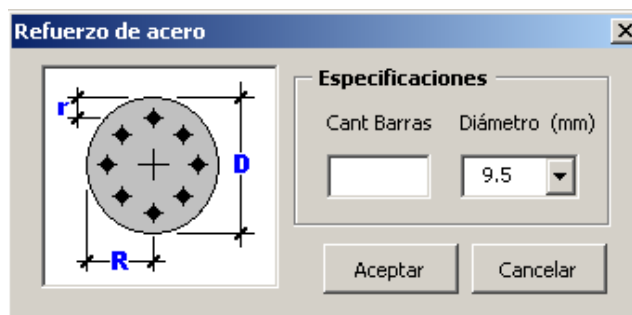 Refuerzo de acero
Especificaciones
Cant Barras Diámetro (mm)
9.5
r
D
R
Aceptar Cancelar